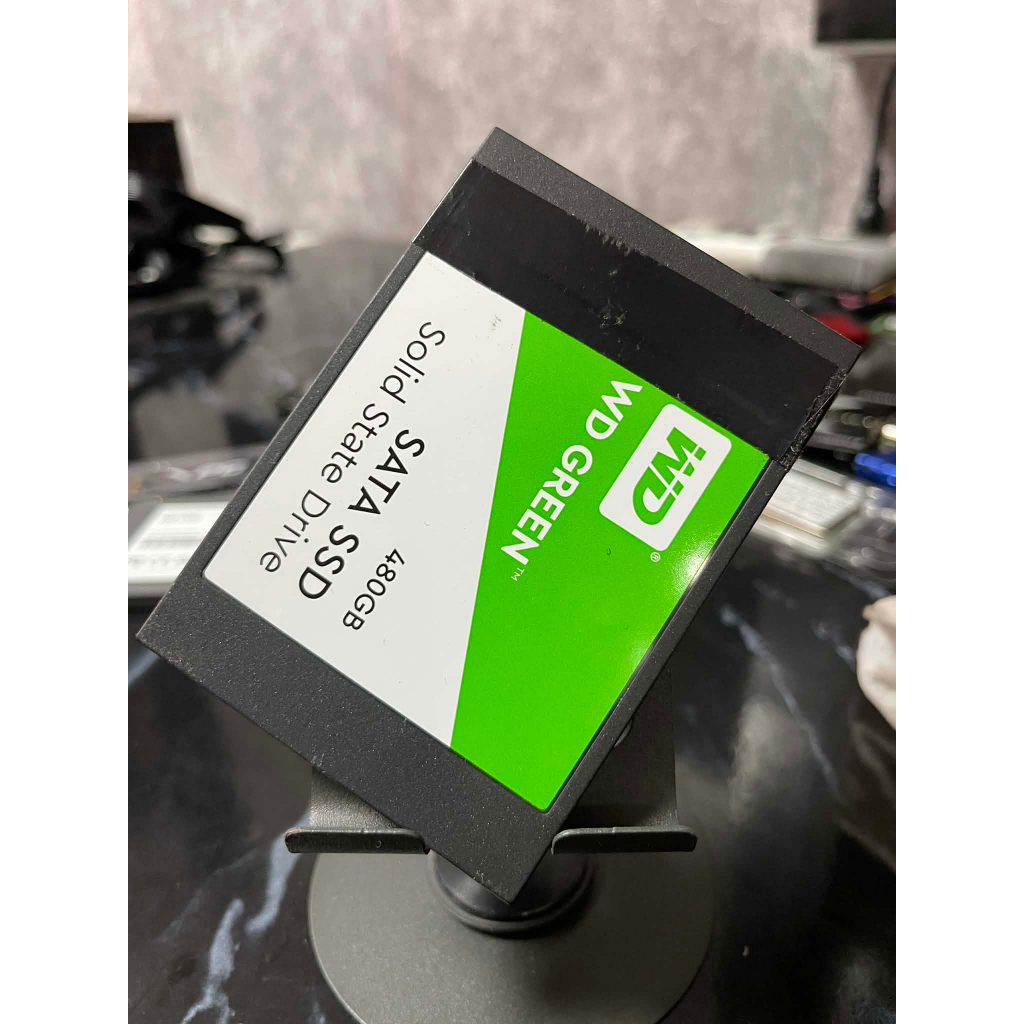 WD®
WD GREEN™
480GB
SATA SSD
Solid State Drive